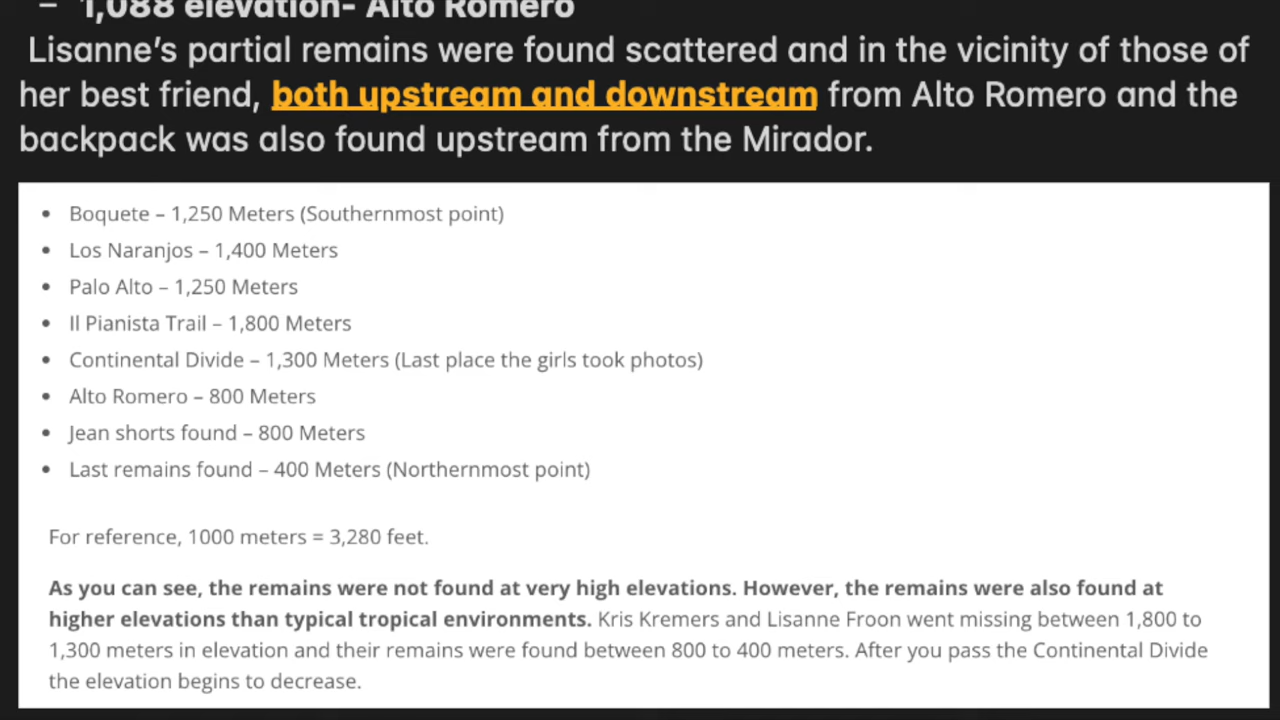 – 1,088 elevation- Alto Romero
Lisanne’s partial remains were found scattered and in the vicinity of those of
her best friend, both upstream and downstream from Alto Romero and the
backpack was also found upstream from the Mirador.
• Boquete – 1,250 Meters (Southernmost point)
• Los Naranjos – 1,400 Meters
• Palo Alto – 1,250 Meters
• Il Pianista Trail – 1,800 Meters
• Continental Divide – 1,300 Meters (Last place the girls took photos)
• Alto Romero – 800 Meters
• Jean shorts found – 800 Meters
• Last remains found – 400 Meters (Northernmost point)
For reference, 1000 meters = 3,280 feet.
As you can see, the remains were not found at very high elevations. However, the remains were also found at
higher elevations than typical tropical environments. Kris Kremers and Lisanne Froon went missing between 1,800 to
1,300 meters in elevation and their remains were found between 800 to 400 meters. After you pass the Continental Divide
the elevation begins to decrease.